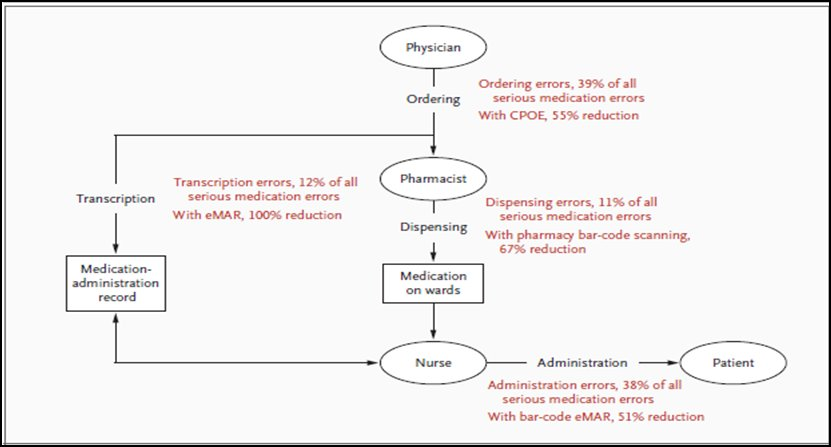 Physician
Ordering
Ordering errors, 39% of all
serious medication errors
With CPOE, 55% reduction
Transcription
Transcription errors, 12% of all
serious medication errors
With eMAR, 100% reduction
Pharmacist
Dispensing
Dispensing errors, 11% of all
serious medication errors
With pharmacy bar-code scanning,
67% reduction
Medication-
administration
record
Medication
on wards
Nurse
Administration
Patient
Administration errors, 38% of all
serious medication errors
With bar-code eMAR, 51% reduction